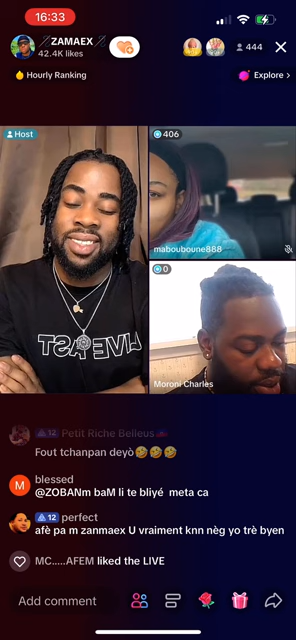 16:33
ZAMAEX
42.4K likes
444
Hourly Ranking
Explore >
Host
406
mabouboune888
0
Moroni Charles
LIVE FAST
12 Petit Riche Belleus
Fout tchanpan deyò🤣🤣🤣
M blessed
@ZOBANm baM li te bliyé meta ca
12 perfect
afè pa m zanmaex U vraiment knn nèg yo trè byen
MC.....AFEM liked the LIVE
Add comment